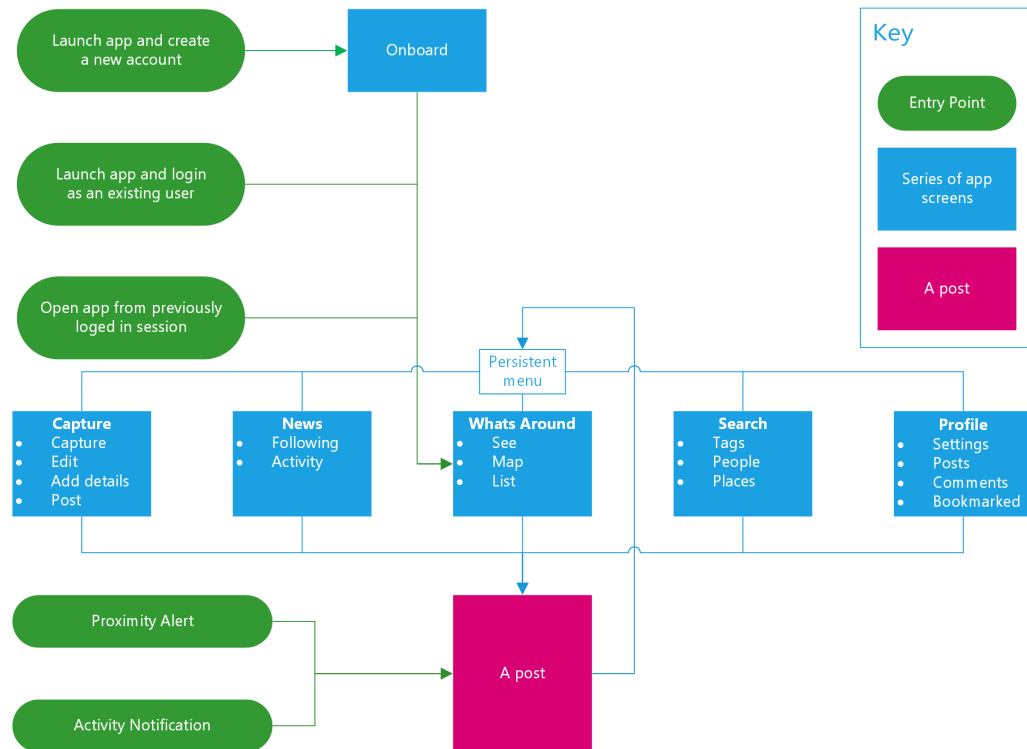 Launch app and create
a new account
Onboard
Key
Entry Point
Launch app and login
as an existing user
Series of app
screens
Open app from previously
loged in session
A post
Persistent
menu
Capture
• Capture
• Edit
• Add details
• Post
News
• Following
• Activity
Whats Around
• See
• Map
• List
Search
• Tags
• People
• Places
Profile
• Settings
• Posts
• Comments
• Bookmarked
Proximity Alert
A post
Activity Notification